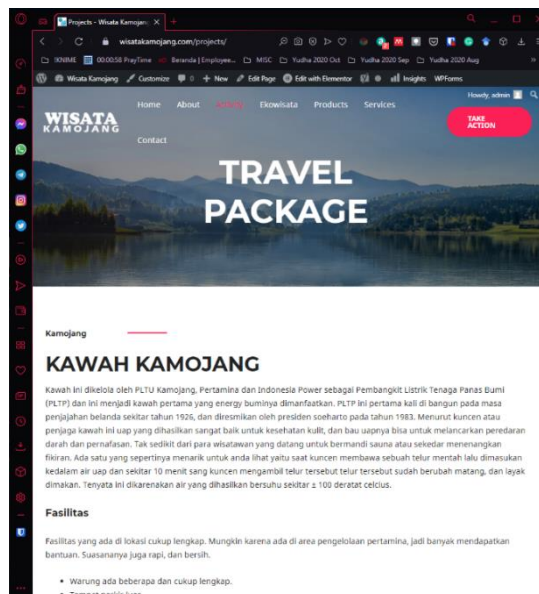 Projects - Wisata Kamojan
wisatakamojang.com/projects/
IKNIME 00:00:58 PrayTime Beranda | Employee... MISC Yudha 2020 Oct Yudha 2020 Sep Yudha 2020 Aug
Wisata Kamojang Customize 0 New Edit Page Edit with Elementor Insights WPForms
Howdy, admin
WISATA
KAMOJANG
Home About Activity Ekowisata Products Services
TAKE
ACTION
Contact
TRAVEL
PACKAGE
Kamojang
KAWAH KAMOJANG
Kawah ini dikelola oleh PLTU Kamojang, Pertamina dan Indonesia Power sebagai Pembangkit Listrik Tenaga Panas Bumi
(PLTP) dan ini menjadi kawah pertama yang energy buminya dimanfaatkan. PLTP ini pertama kali di bangun pada masa
penjajahan belanda sekitar tahun 1926, dan diresmikan oleh presiden soeharto pada tahun 1983. Menurut kuncen atau
penjaga kawah ini uap yang dihasilkan sangat baik untuk kesehatan kulit, dan bau uapnya bisa untuk melancarkan peredaran
darah dan pernafasan. Tak sedikit dari para wisatawan yang datang untuk bermandi sauna atau sekedar menenangkan
fikiran. Ada satu yang sepertinya menarik untuk anda lihat yaitu saat kuncen membawa sebuah telur mentah lalu dimasukan
kedalam air uap dan sekitar 10 menit sang kuncen mengambil telur tersebut telur tersebut sudah berubah matang, dan layak
dimakan. Tenyata ini dikarenakan air yang dihasilkan bersuhu sekitar ± 100 deratat celcius.
Fasilitas
Fasilitas yang ada di lokasi cukup lengkap. Mungkin karena ada di area pengelolaan pertamina, jadi banyak mendapatkan
bantuan. Suasananya juga rapi, dan bersih.
Warung ada beberapa dan cukup lengkap.